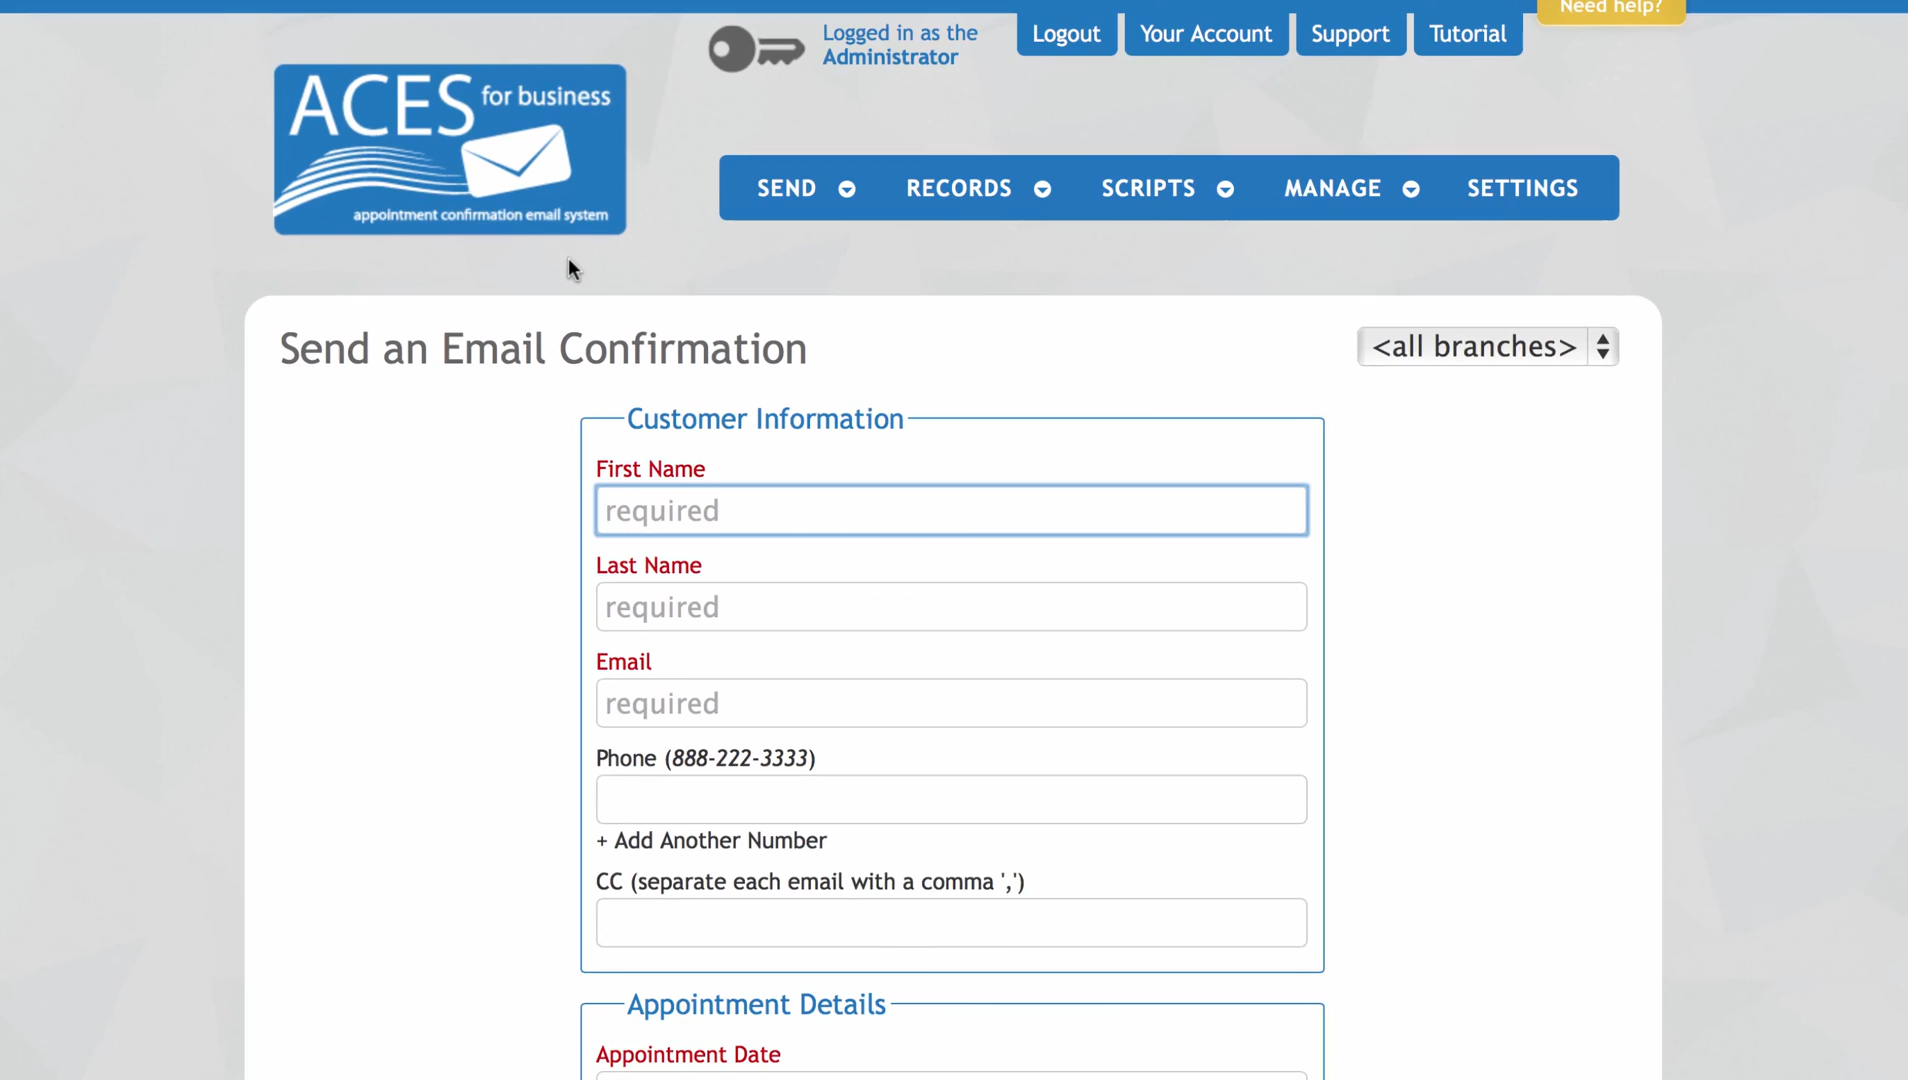 Need help?
Logged in as the
Administrator
Logout
Your Account
Support
Tutorial
ACES for business
appointment confirmation email system
SEND
RECORDS
SCRIPTS
MANAGE
SETTINGS
Send an Email Confirmation
<all branches>
Customer Information
First Name
required
Last Name
required
Email
required
Phone (888-222-3333)
+ Add Another Number
CC (separate each email with a comma ',')
Appointment Details
Appointment Date